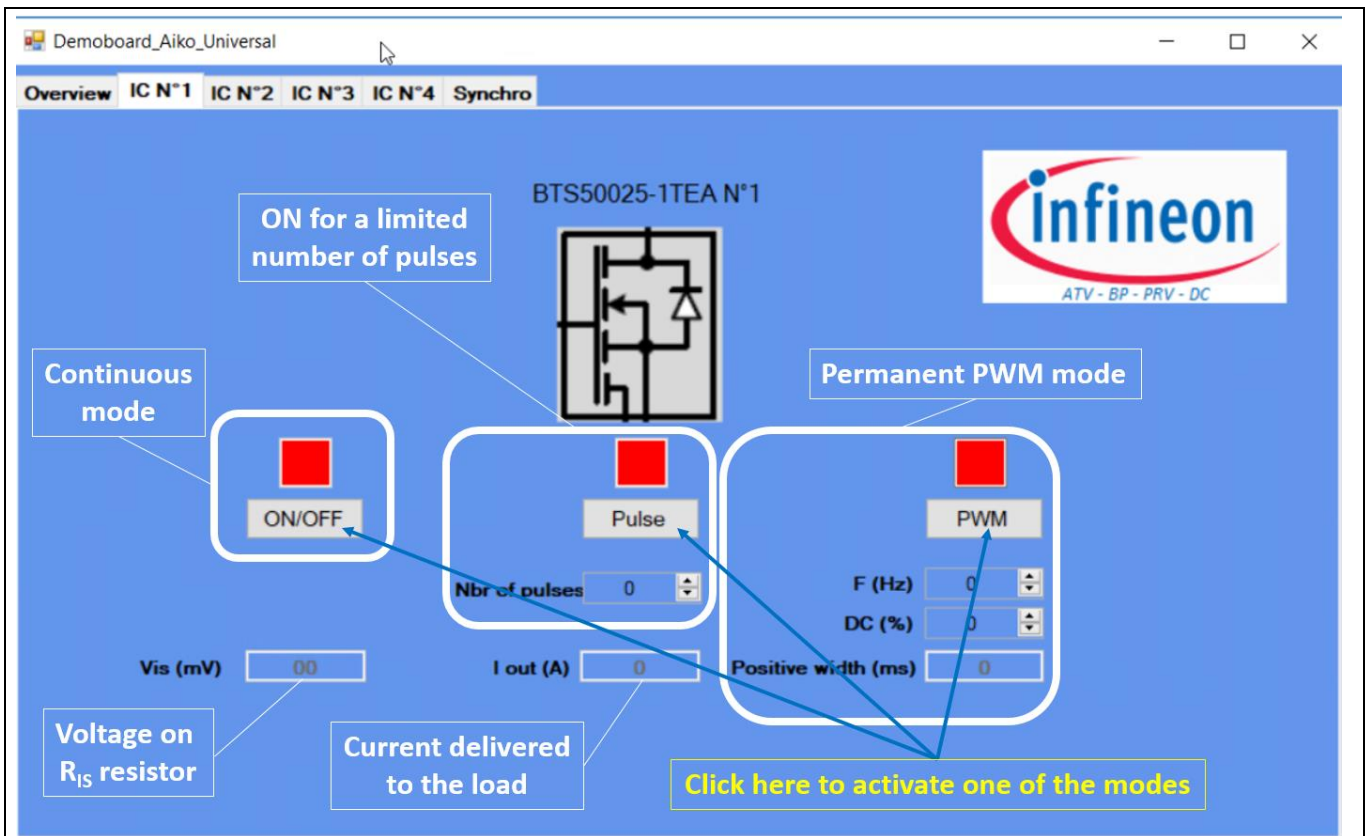 Demoboard_Aiko_Universal
Overview IC N°1 IC N°2 IC N°3 IC N°4 Synchro
BTS50025-1TEA N°1
infineon
ATV - BP - PRV - DC
ON for a limited
number of pulses
Continuous
mode
Permanent PWM mode
ON/OFF
Pulse
PWM
Nbr of pulses 0
F (Hz) 0
DC (%) 0
Vis (mV) 00
I out (A) 0
Positive width (ms) 0
Voltage on
RIS resistor
Current delivered
to the load
Click here to activate one of the modes